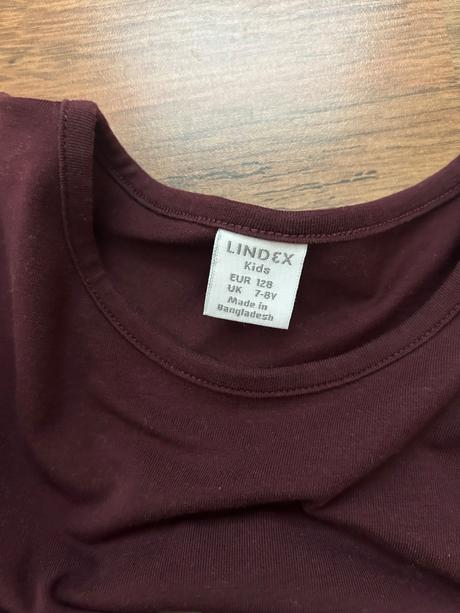 LINDEX
Kids
EUR 128
UK 7-8Y
Made in
Bangladesh